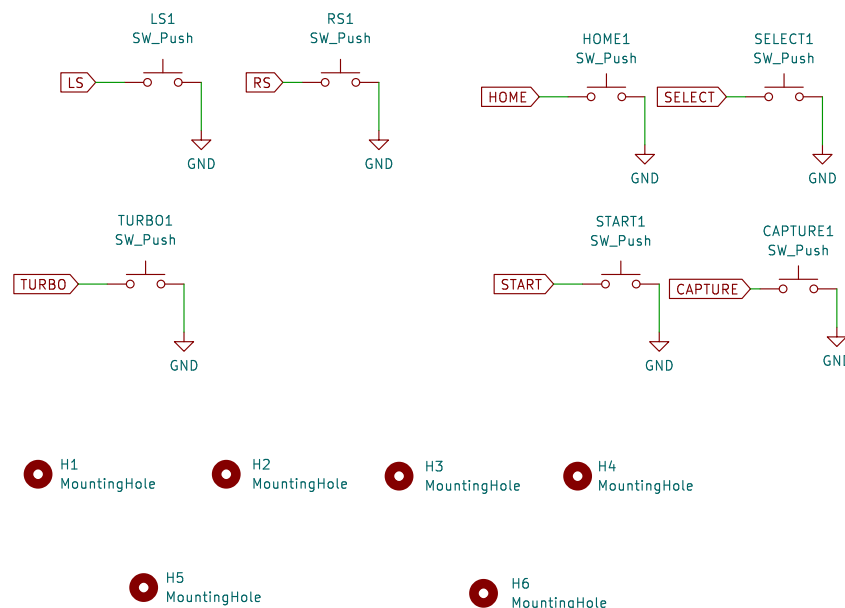 LS1
SW_Push
LS
GND
RS1
SW_Push
RS
GND
HOME1
SW_Push
HOME
GND
SELECT1
SW_Push
SELECT
GND
TURBO1
SW_Push
TURBO
GND
START1
SW_Push
START
GND
CAPTURE1
SW_Push
CAPTURE
GND
H1
MountingHole
H2
MountingHole
H3
MountingHole
H4
MountingHole
H5
MountingHole
H6
MountingHole